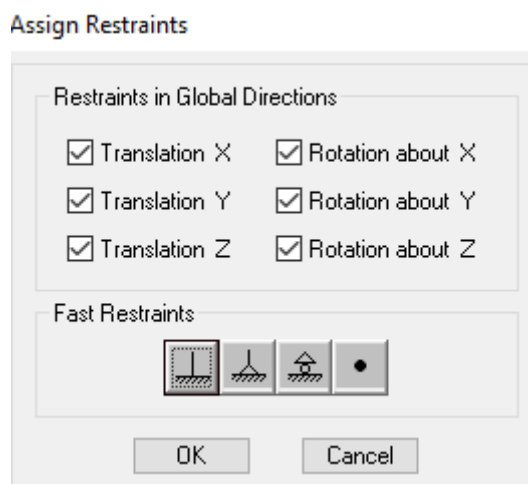 Assign Restraints
Restraints in Global Directions
Translation X Rotation about X
Translation Y Rotation about Y
Translation Z Rotation about Z
Fast Restraints
OK Cancel